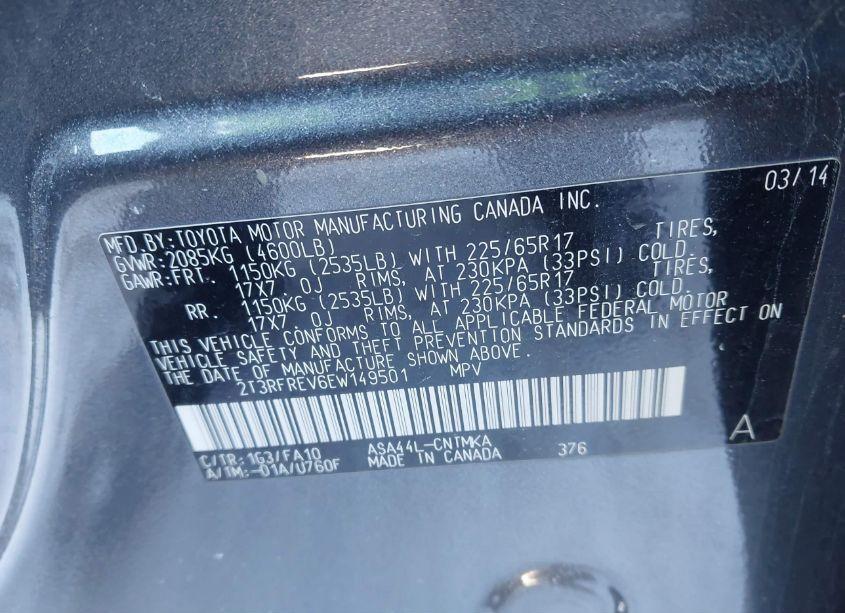 03/14
MFD.BY:TOYOTA MOTOR MANUFACTURING CANADA INC.
GVWR:2085KG (4600LB)
GAWR:FRT. 1150KG (2535LB) WITH 225/65R17 TIRES,
17X7 0J RIMS, AT 230KPA (33PSI) COLD.
RR. 1150KG (2535LB) WITH 225/65R17 TIRES,
17X7 0J RIMS, AT 230KPA (33PSI) COLD.
THIS VEHICLE CONFORMS TO ALL APPLICABLE FEDERAL MOTOR
VEHICLE SAFETY AND THEFT PREVENTION STANDARDS IN EFFECT ON
THE DATE OF MANUFACTURE SHOWN ABOVE.
2T3RFREV6EW149501 MPV
C/TR:1G3/FA10 ASA44L-CNTMKA 376 A
A/TM:-01A/U760F MADE IN CANADA